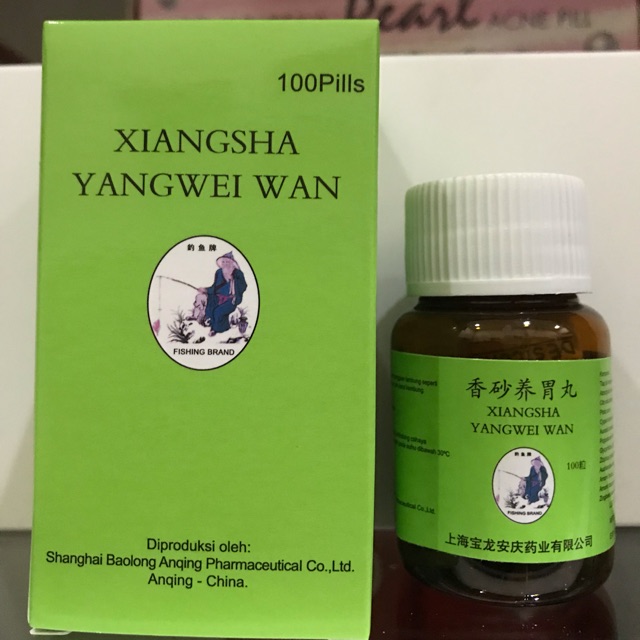 Pearl ACNE PILL
100Pills
XIANGSHA
YANGWEI WAN
釣魚牌
FISHING BRAND
Diproduksi oleh:
Shanghai Baolong Anqing Pharmaceutical Co.,Ltd.
Anqing - China.
香砂养胃丸
XIANGSHA
YANGWEI WAN
100粒
釣魚牌
FISHING BRAND
上海宝龙安庆药业有限公司